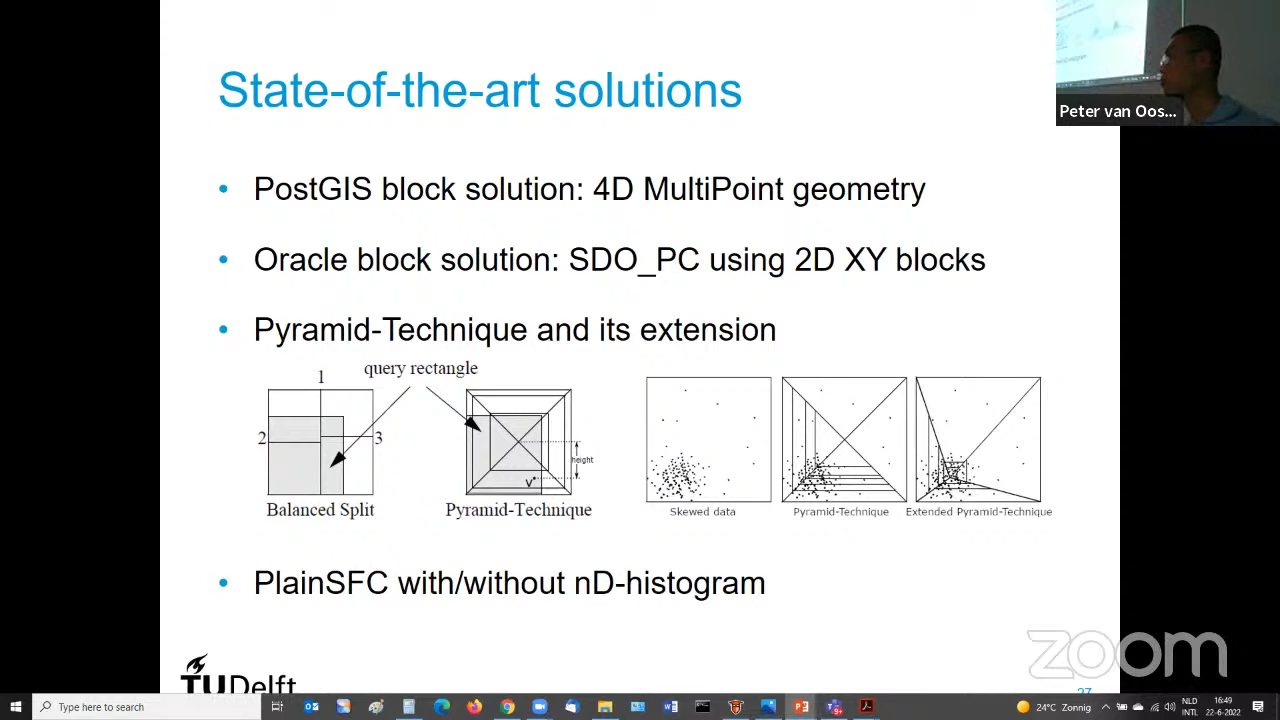 State-of-the-art solutions
Peter van Oos...
• PostGIS block solution: 4D MultiPoint geometry
• Oracle block solution: SDO_PC using 2D XY blocks
• Pyramid-Technique and its extension
query rectangle
1
2
3
height
v
Balanced Split
Pyramid-Technique
Skewed data
Pyramid-Technique
Extended Pyramid-Technique
• PlainSFC with/without nD-histogram
zoom
TUDelft
27
Type here to search
24°C Zonnig
NLD
INTL
16:49
22-6-2022